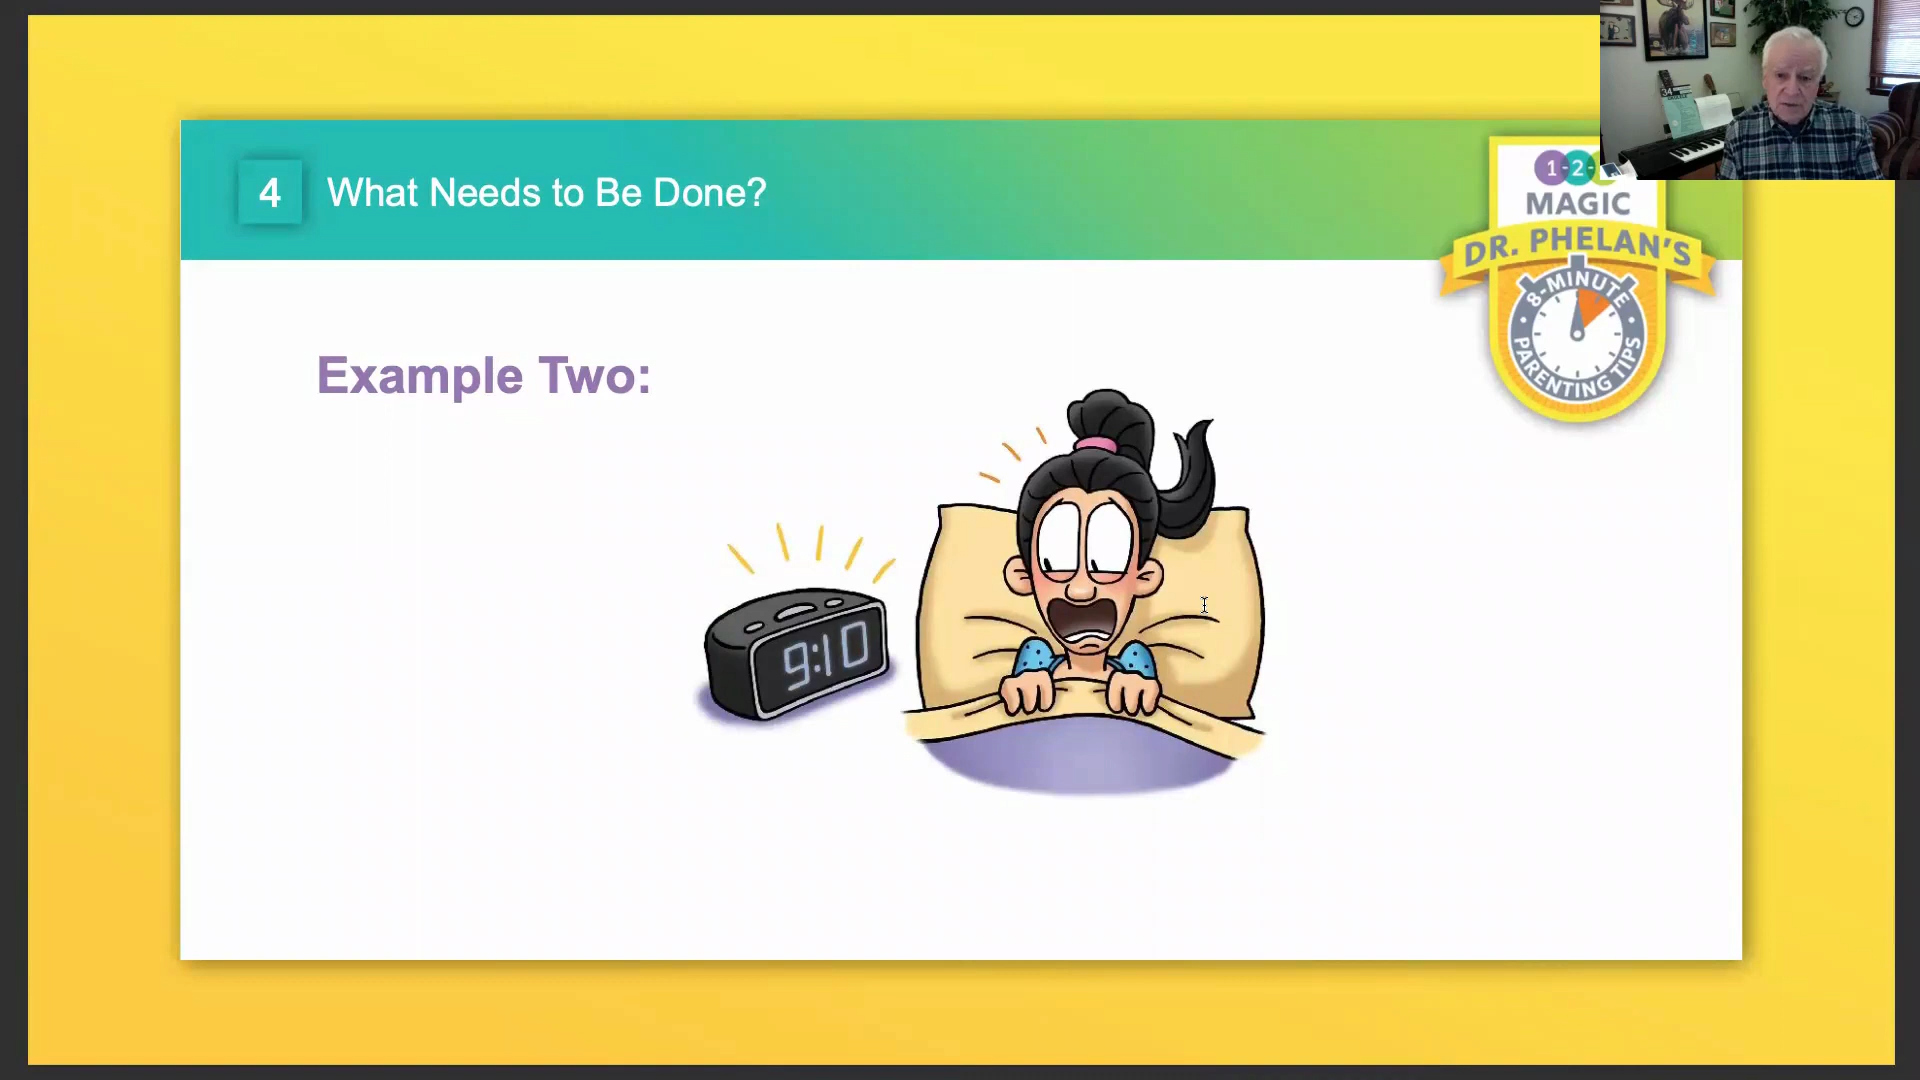 4 What Needs to Be Done?
1-2-
MAGIC
DR. PHELAN'S
8-MINUTE
PARENTING TIPS
Example Two:
9:10